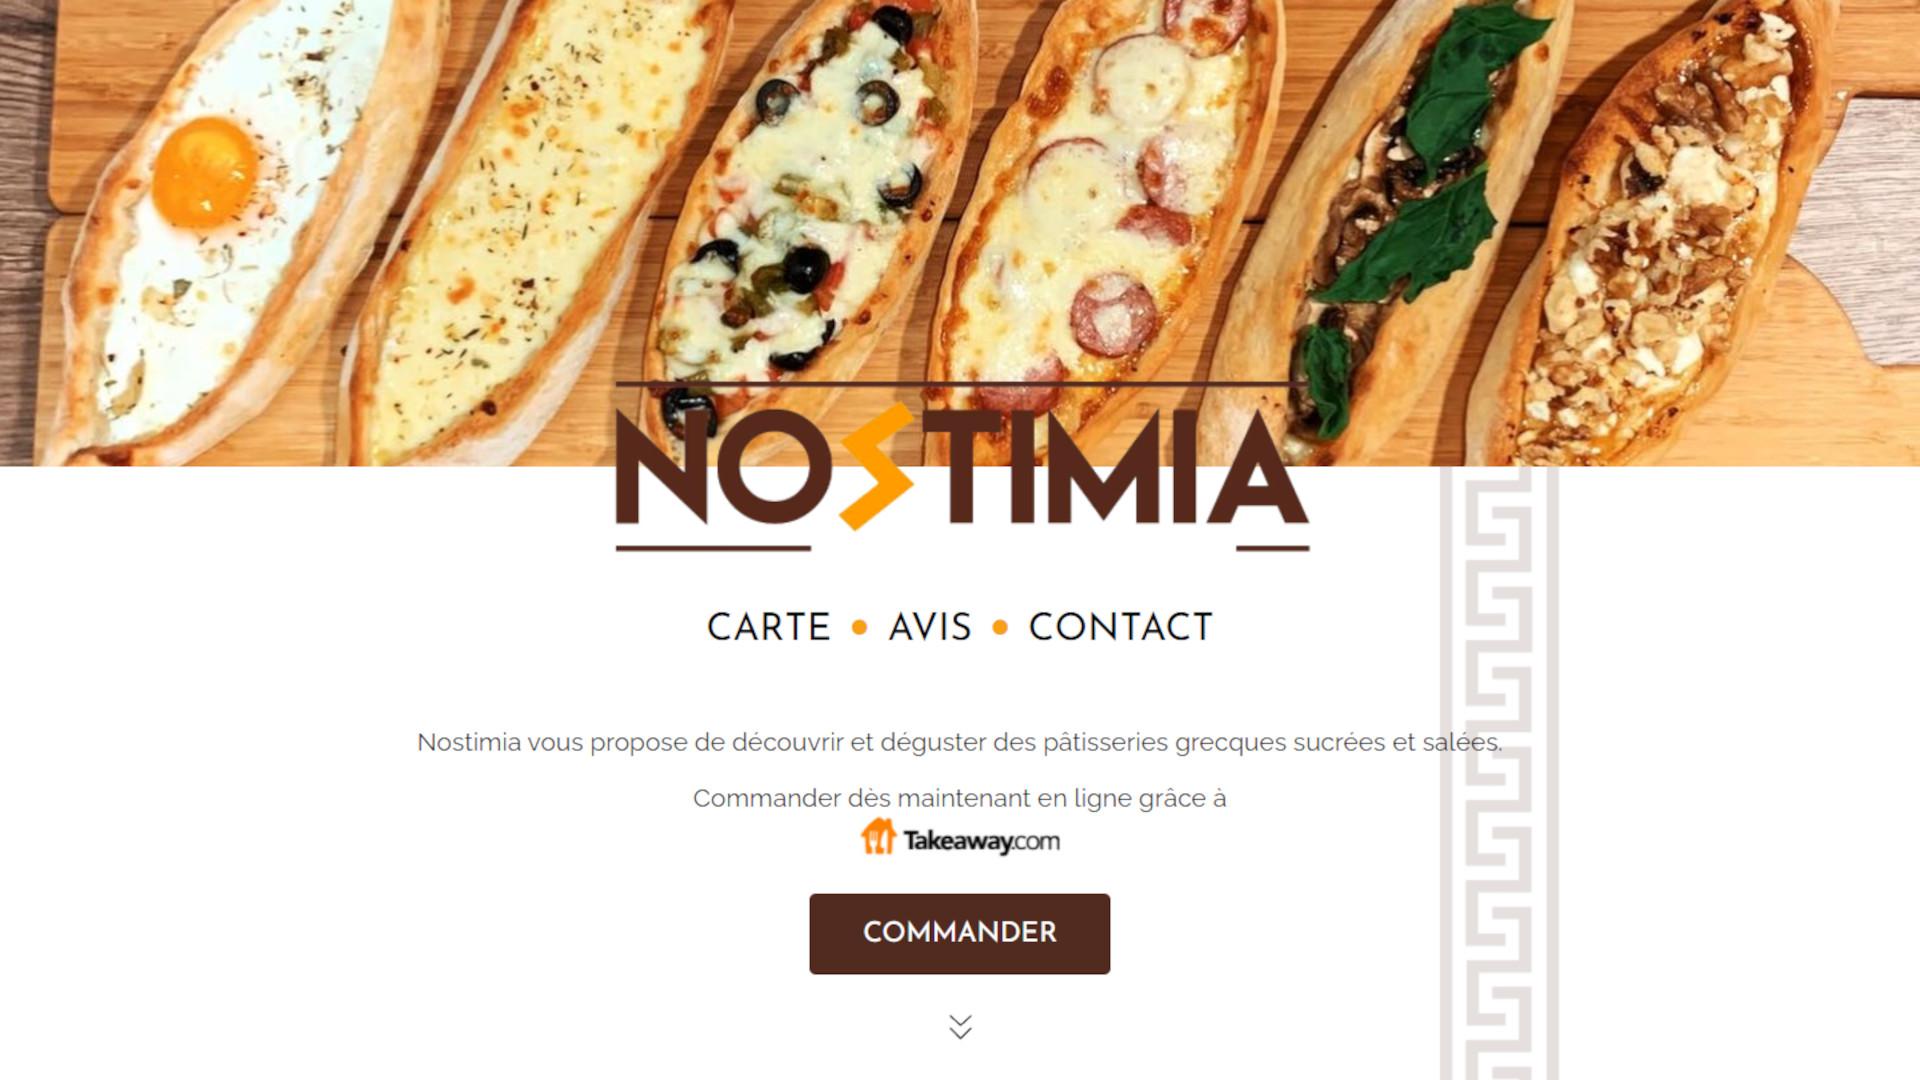 NOSTIMIA
CARTE • AVIS • CONTACT
Nostimia vous propose de découvrir et déguster des pâtisseries grecques sucrées et salées.
Commander dès maintenant en ligne grâce à
Takeaway.com
COMMANDER